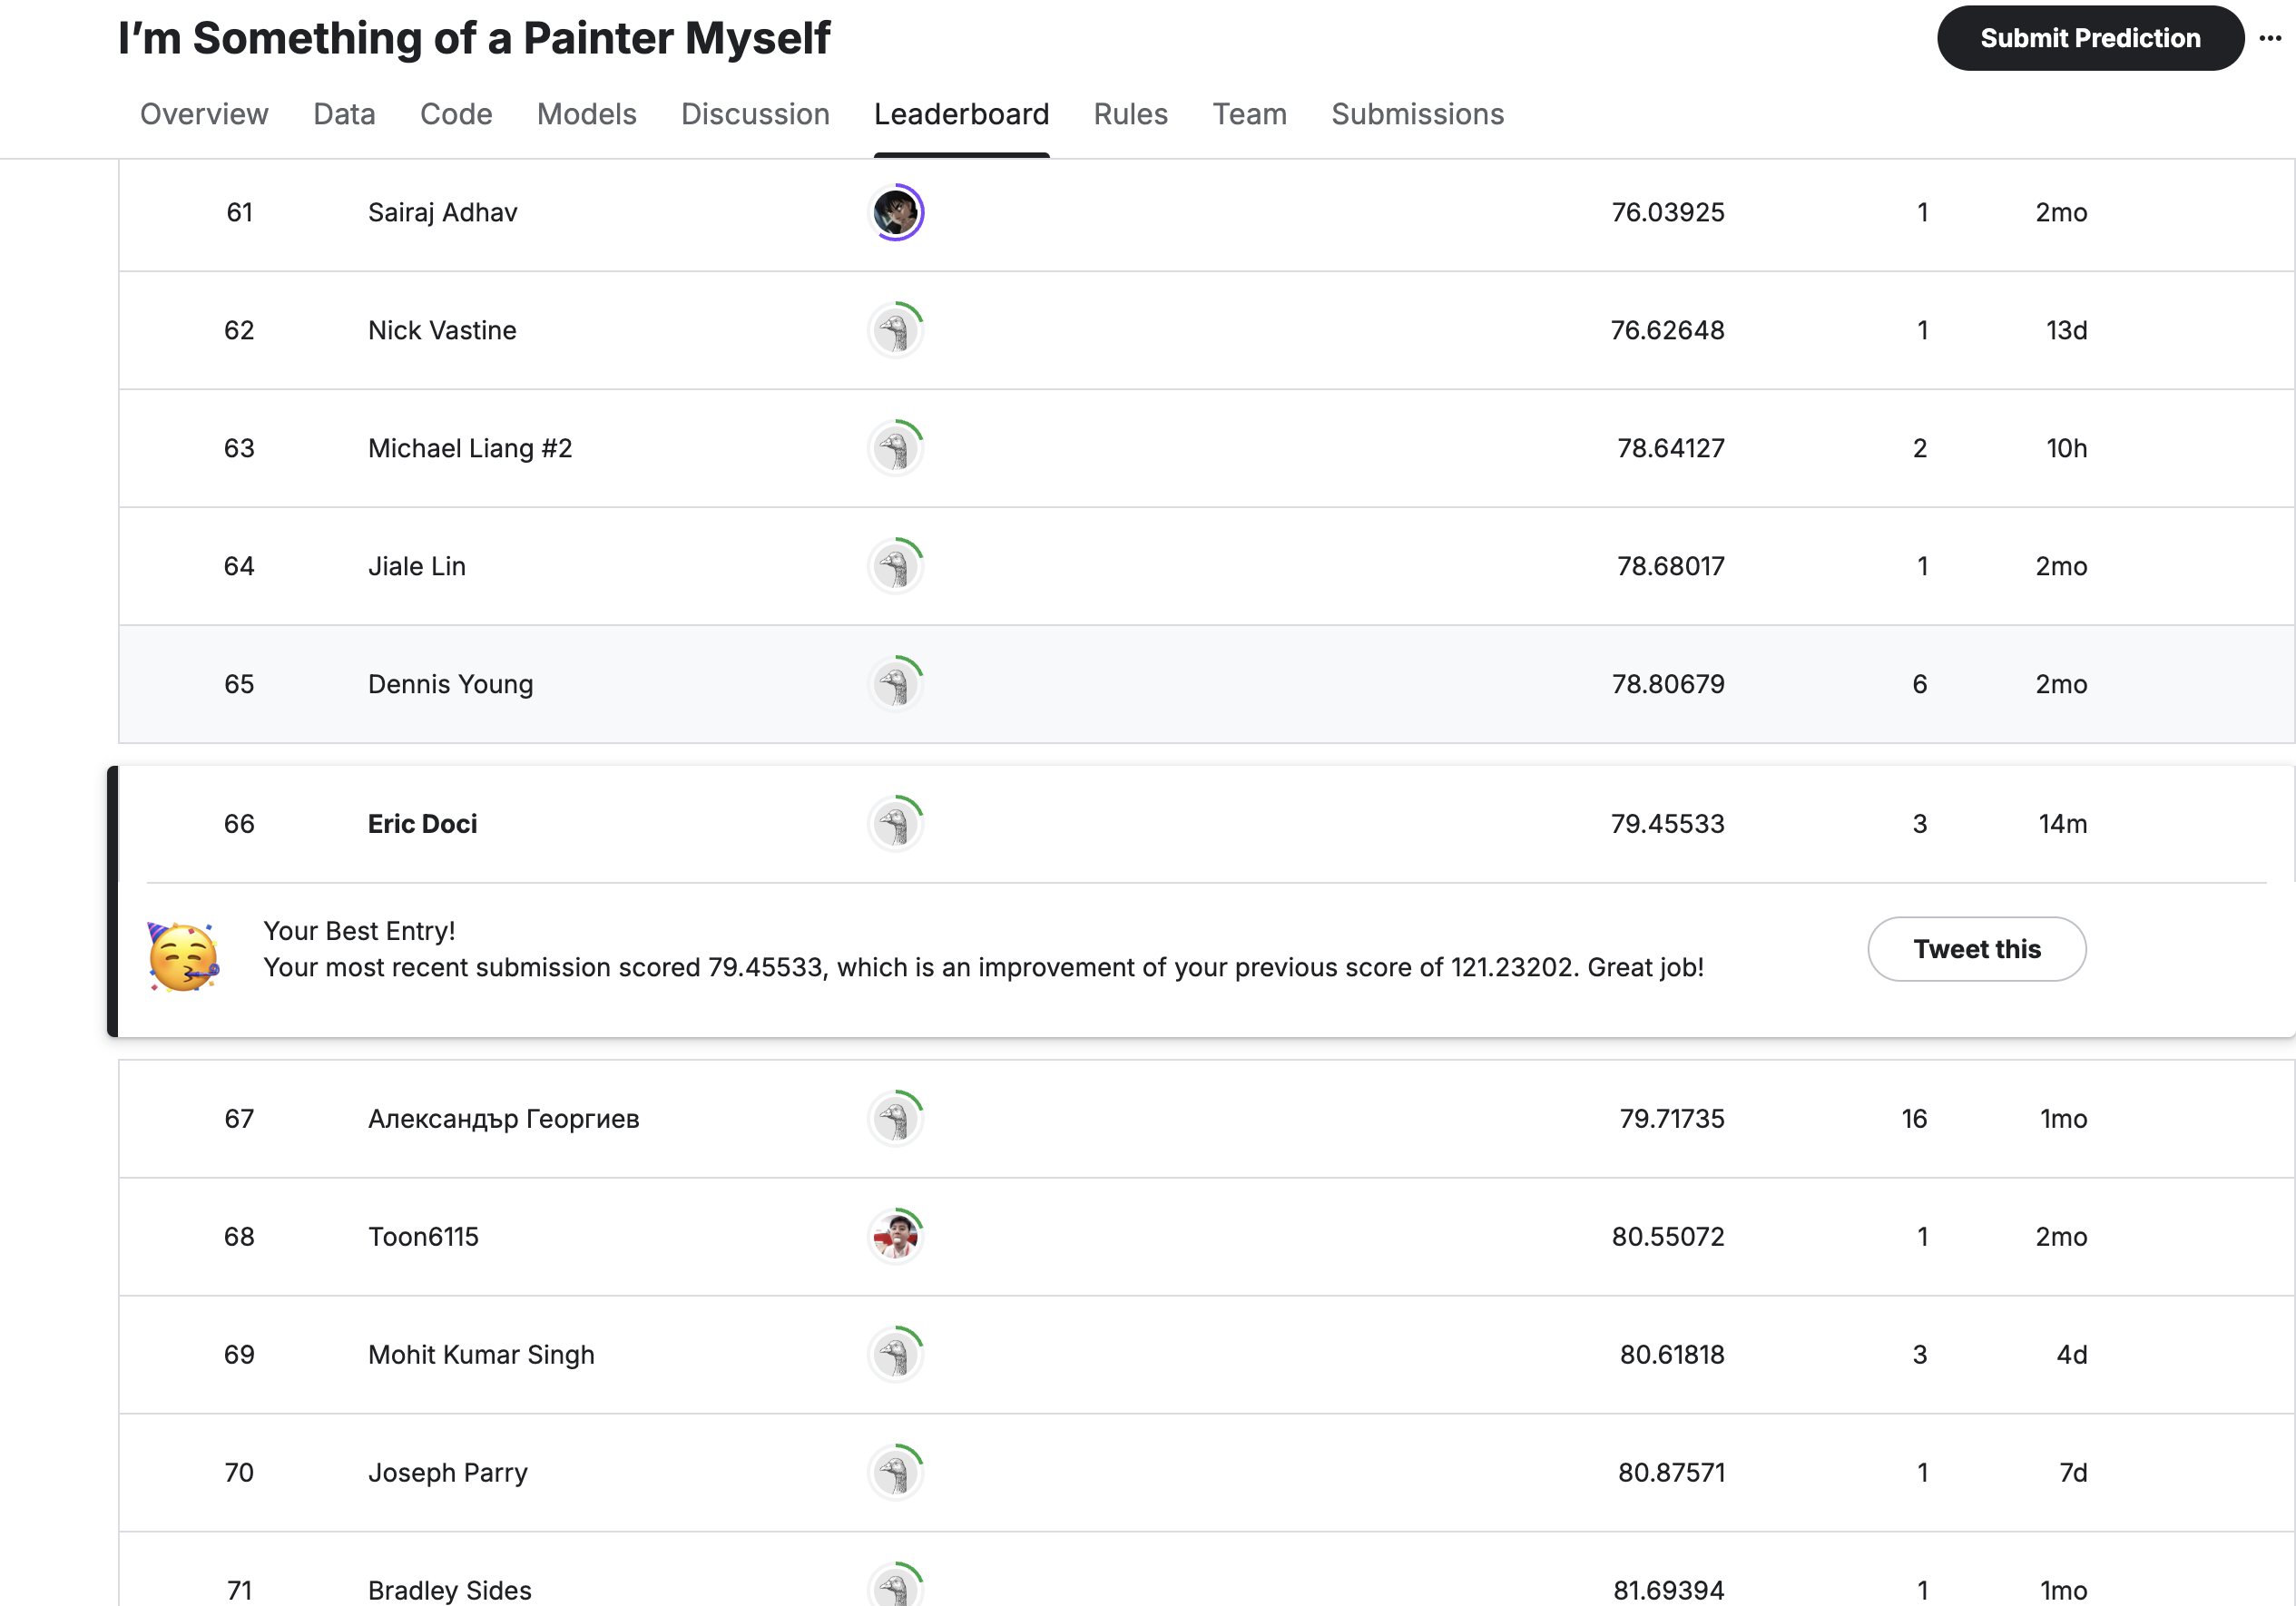 I’m Something of a Painter Myself
Submit Prediction
Overview Data Code Models Discussion Leaderboard Rules Team Submissions
61 Sairaj Adhav 76.03925 1 2mo
62 Nick Vastine 76.62648 1 13d
63 Michael Liang #2 78.64127 2 10h
64 Jiale Lin 78.68017 1 2mo
65 Dennis Young 78.80679 6 2mo
66 Eric Doci 79.45533 3 14m
Your Best Entry!
Your most recent submission scored 79.45533, which is an improvement of your previous score of 121.23202. Great job!
Tweet this
67 Александър Георгиев 79.71735 16 1mo
68 Toon6115 80.55072 1 2mo
69 Mohit Kumar Singh 80.61818 3 4d
70 Joseph Parry 80.87571 1 7d
71 Bradley Sides 81.69394 1 1mo